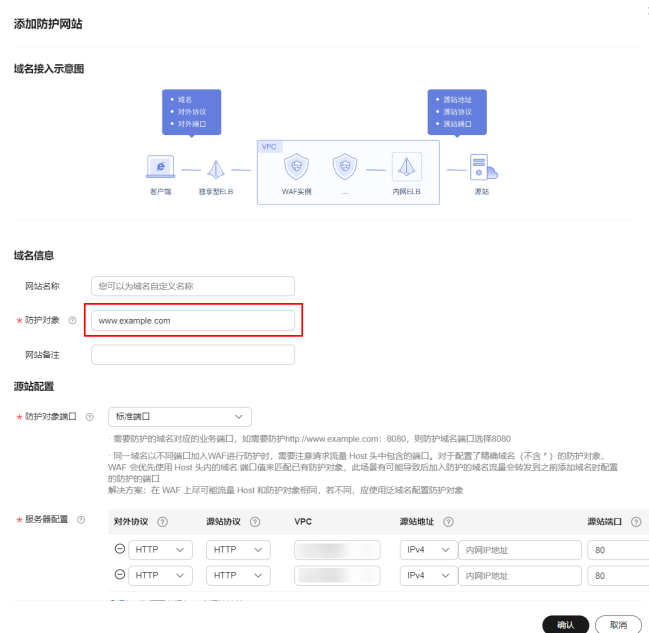 添加防护网站
域名接入示意图
• 域名
• 对外协议
• 对外端口
• 源站地址
• 源站协议
• 源站端口
VPC
客户端
独享型ELB
WAF实例
...
内网ELB
源站
域名信息
网站名称 您可以为域名自定义名称
* 防护对象 ? www.example.com
网站备注
源站配置
* 防护对象端口 ? 标准端口
· 需要防护的域名对应的业务端口，如需要防护http://www.example.com：8080，则防护域名端口选择8080
· 同一域名以不同端口加入WAF进行防护时，需要注意请求流量 Host 头中包含的端口。对于配置了精确域名（不含 * ）的防护对象，
WAF 会优先使用 Host 头内的域名 端口值来匹配已有防护对象，此场景有可能导致后加入防护的域名流量会转发到之前添加域名时配置
的防护的端口
解决方案：在 WAF 上尽可能流量 Host 和防护对象相同，若不同，应使用泛域名配置防护对象
* 服务器配置 ? 对外协议 ? 源站协议 ? VPC 源站地址 ? 源站端口 ?
HTTP HTTP IPv4 内网IP地址 80
HTTP HTTP IPv4 内网IP地址 80
确认 取消